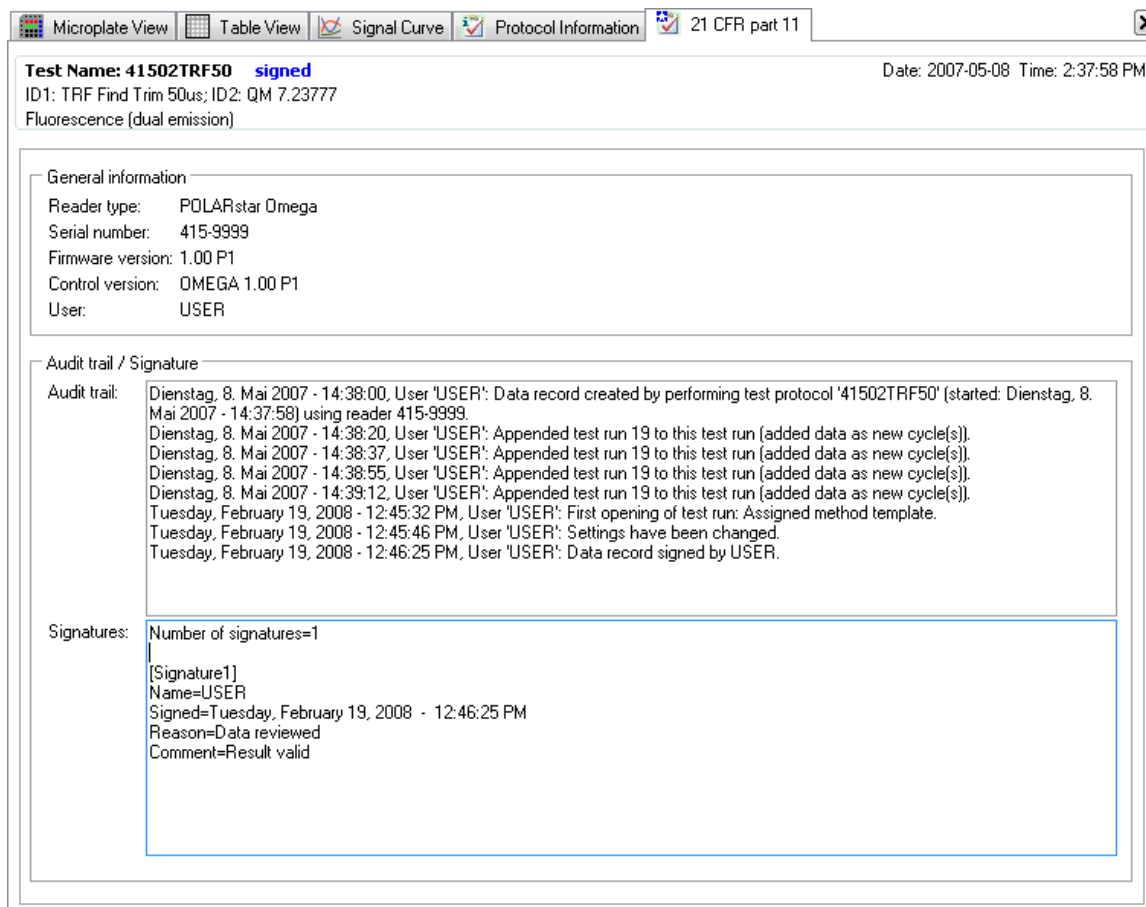 Microplate View Table View Signal Curve Protocol Information 21 CFR part 11
Test Name: 41502TRF50 signed Date: 2007-05-08 Time: 2:37:58 PM
ID1: TRF Find Trim 50us; ID2: QM 7.23777
Fluorescence (dual emission)
General information
Reader type: POLARstar Omega
Serial number: 415-9999
Firmware version: 1.00 P1
Control version: OMEGA 1.00 P1
User: USER
Audit trail / Signature
Audit trail: Dienstag, 8. Mai 2007 - 14:38:00, User 'USER': Data record created by performing test protocol '41502TRF50' (started: Dienstag, 8.
Mai 2007 - 14:37:58) using reader 415-9999.
Dienstag, 8. Mai 2007 - 14:38:20, User 'USER': Appended test run 19 to this test run (added data as new cycle(s)).
Dienstag, 8. Mai 2007 - 14:38:37, User 'USER': Appended test run 19 to this test run (added data as new cycle(s)).
Dienstag, 8. Mai 2007 - 14:38:55, User 'USER': Appended test run 19 to this test run (added data as new cycle(s)).
Dienstag, 8. Mai 2007 - 14:39:12, User 'USER': Appended test run 19 to this test run (added data as new cycle(s)).
Tuesday, February 19, 2008 - 12:45:32 PM, User 'USER': First opening of test run: Assigned method template.
Tuesday, February 19, 2008 - 12:45:46 PM, User 'USER': Settings have been changed.
Tuesday, February 19, 2008 - 12:46:25 PM, User 'USER': Data record signed by USER.
Signatures: Number of signatures=1
[Signature1]
Name=USER
Signed=Tuesday, February 19, 2008 - 12:46:25 PM
Reason=Data reviewed
Comment=Result valid